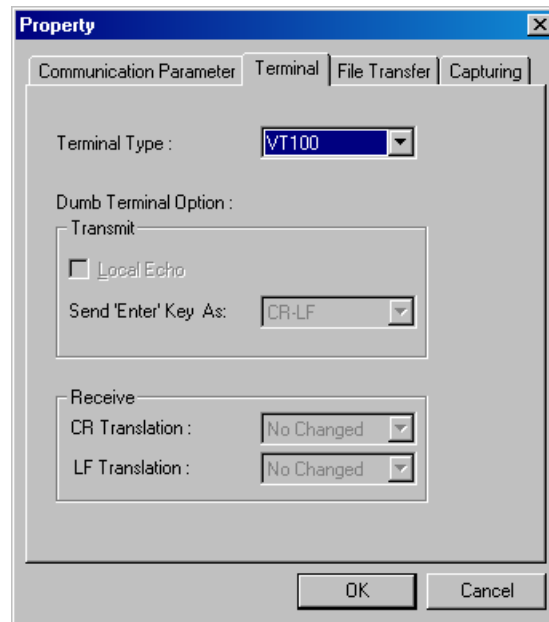 Property
Communication Parameter Terminal File Transfer Capturing
Terminal Type : VT100
Dumb Terminal Option :
Transmit
Local Echo
Send 'Enter' Key As: CR-LF
Receive
CR Translation : No Changed
LF Translation : No Changed
OK Cancel